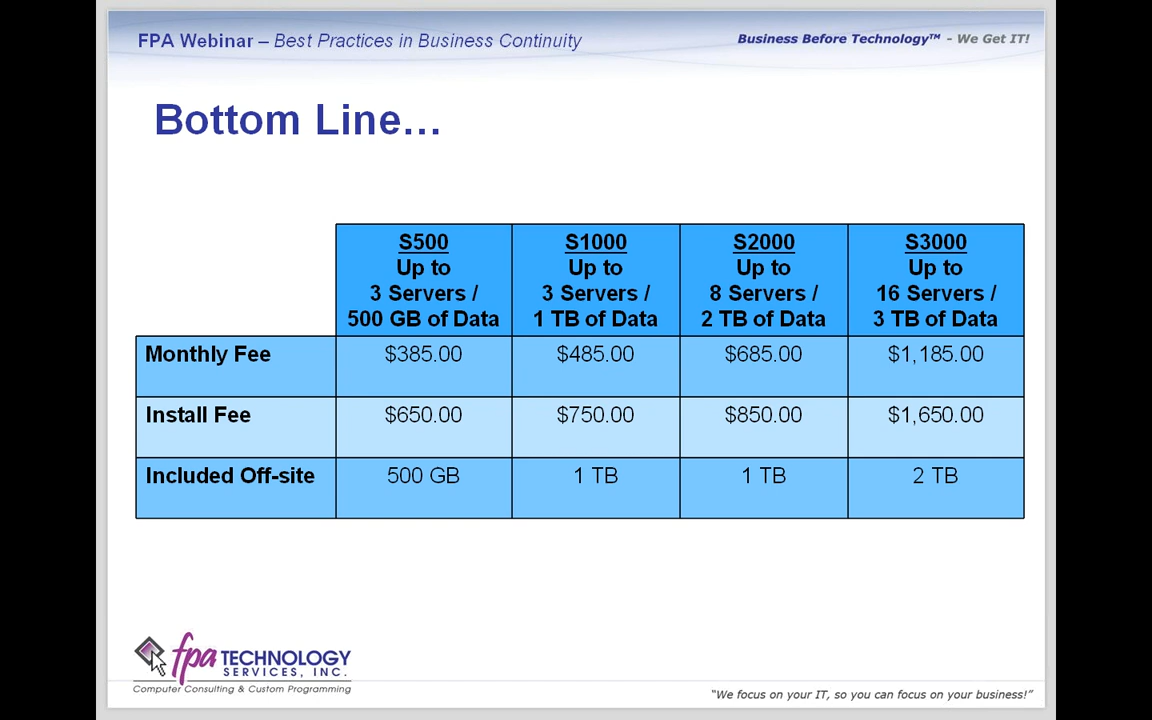 FPA Webinar – Best Practices in Business Continuity
Business Before Technology™ - We Get IT!
Bottom Line...
S500
Up to
3 Servers /
500 GB of Data
S1000
Up to
3 Servers /
1 TB of Data
S2000
Up to
8 Servers /
2 TB of Data
S3000
Up to
16 Servers /
3 TB of Data
Monthly Fee $385.00 $485.00 $685.00 $1,185.00
Install Fee $650.00 $750.00 $850.00 $1,650.00
Included Off-site 500 GB 1 TB 1 TB 2 TB
fpa TECHNOLOGY
SERVICES, INC.
Computer Consulting & Custom Programming
“We focus on your IT, so you can focus on your business!”